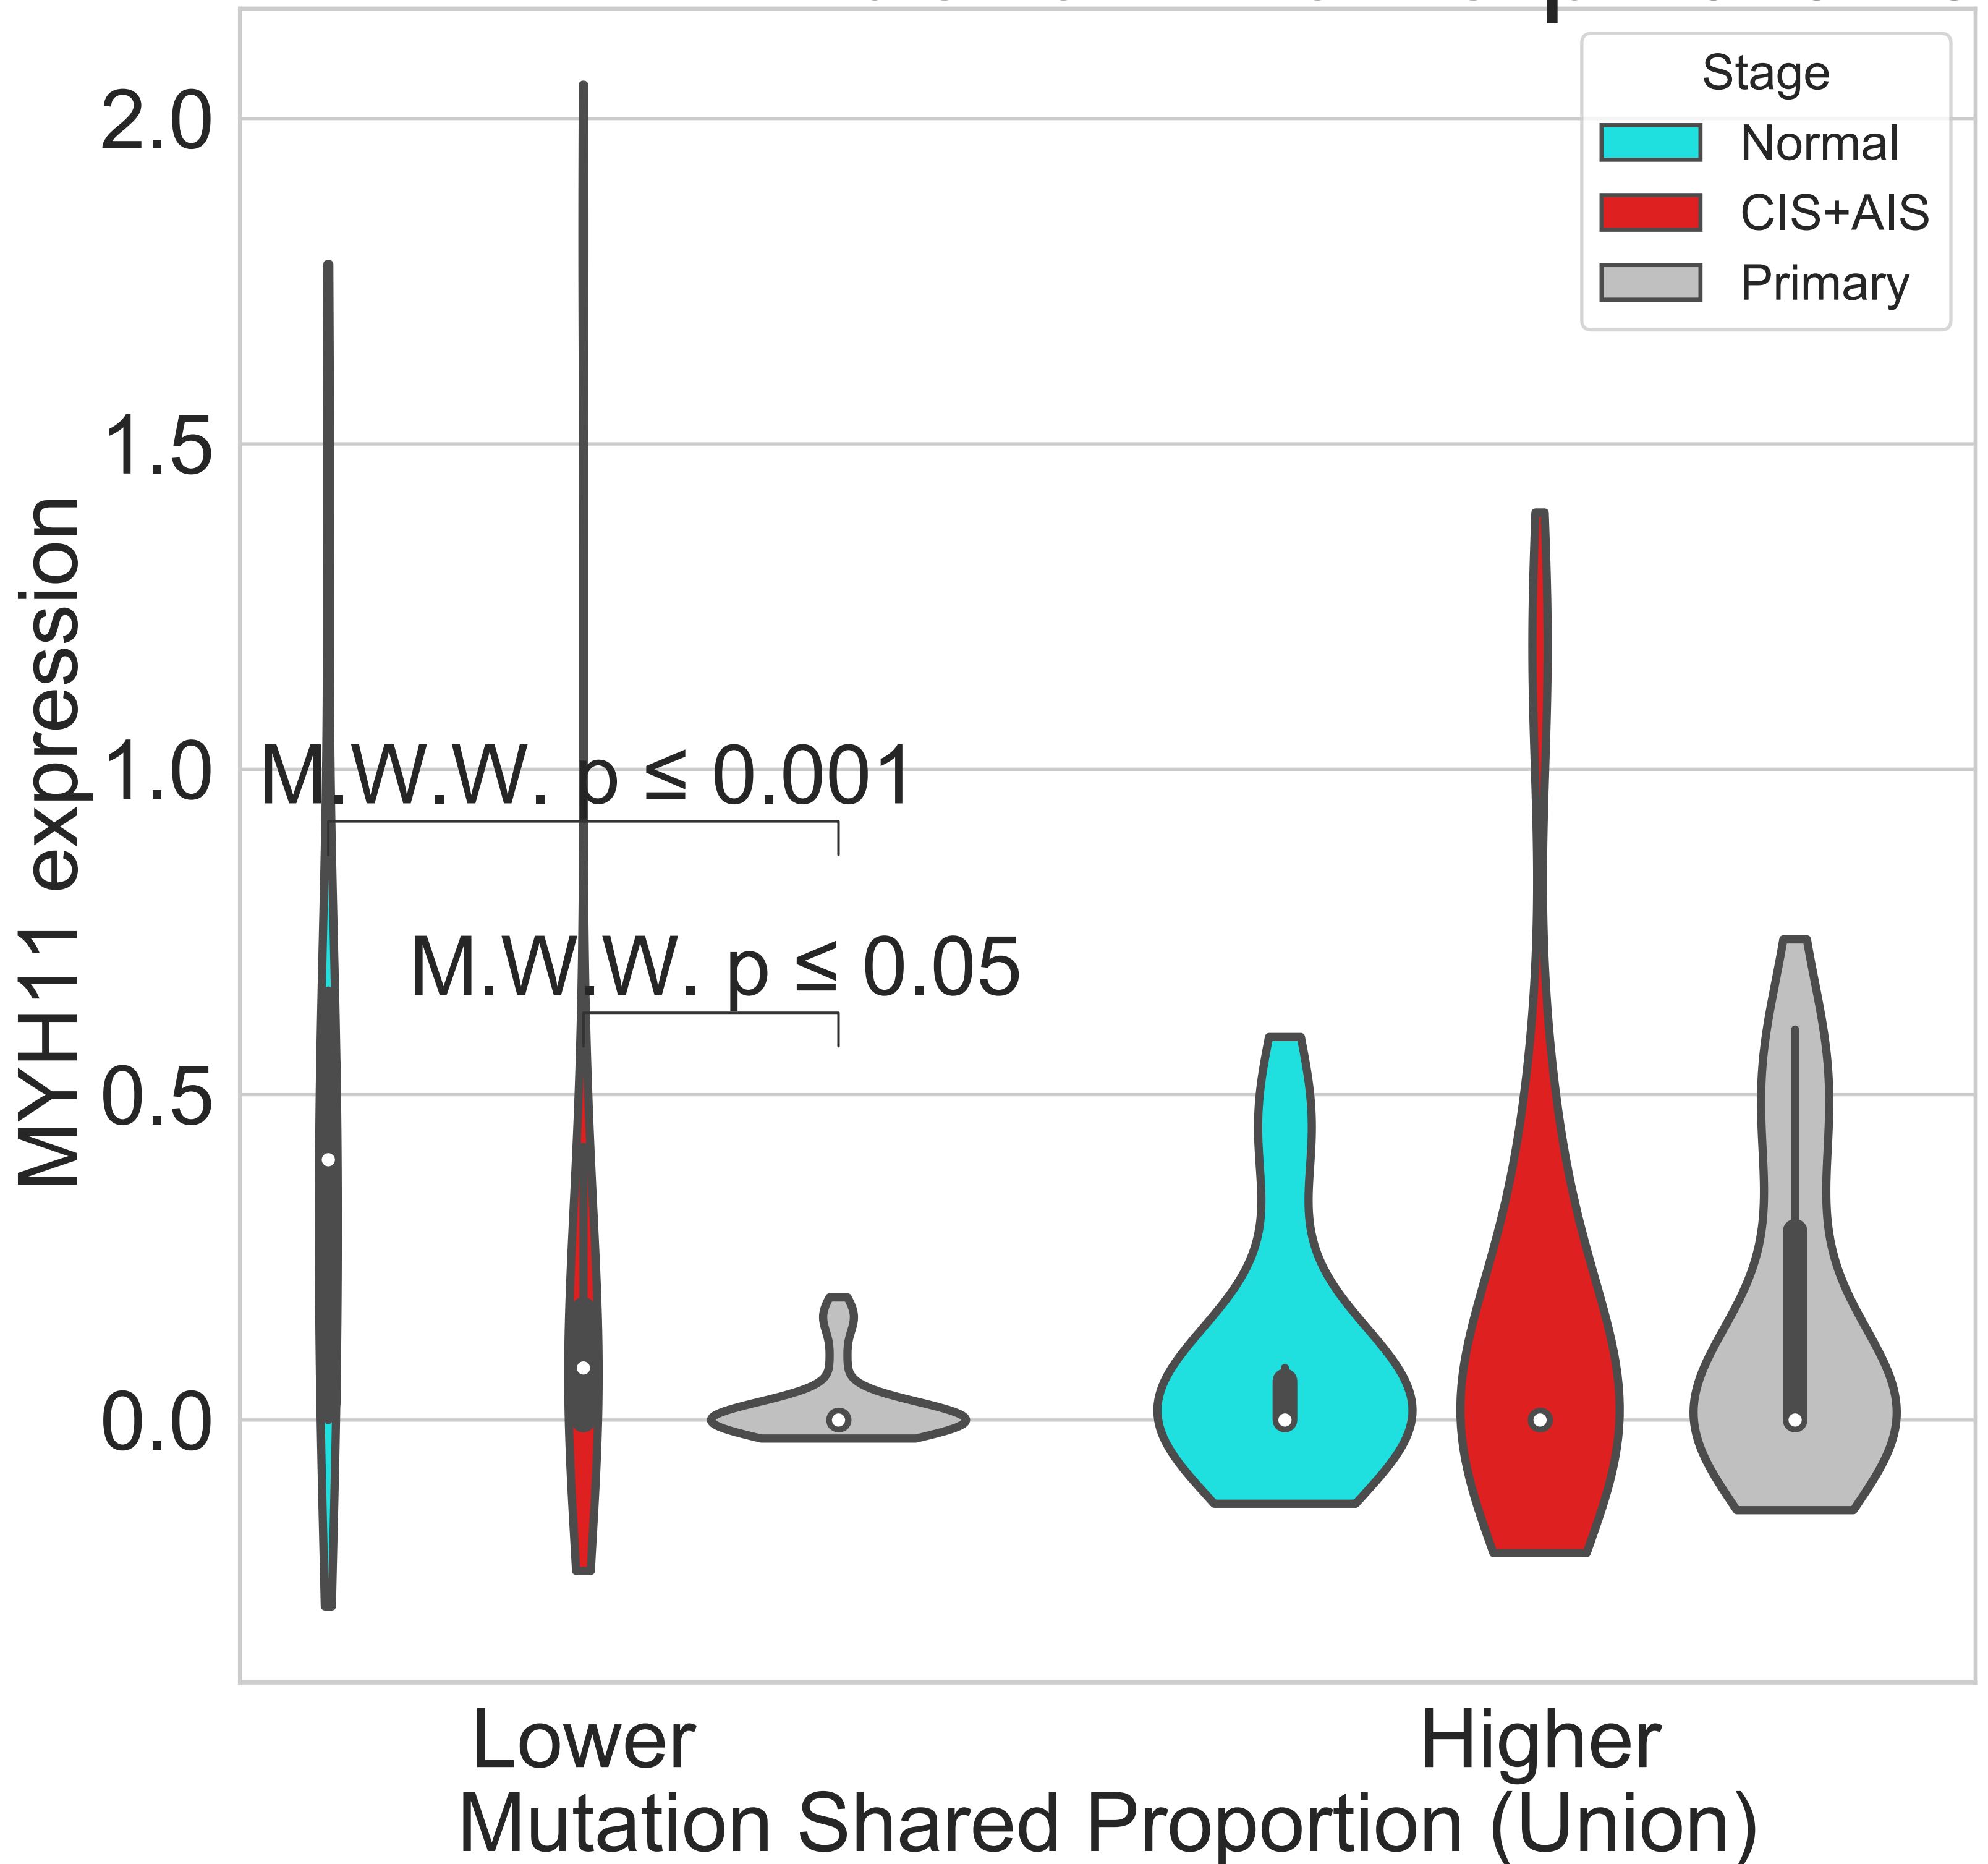 Stage
Normal
CIS+AIS
Primary
2.0
1.5
1.0
0.5
0.0
MYH11 expression
M.W.W. p ≤ 0.001
M.W.W. p ≤ 0.05
Lower
Higher
Mutation Shared Proportion (Union)